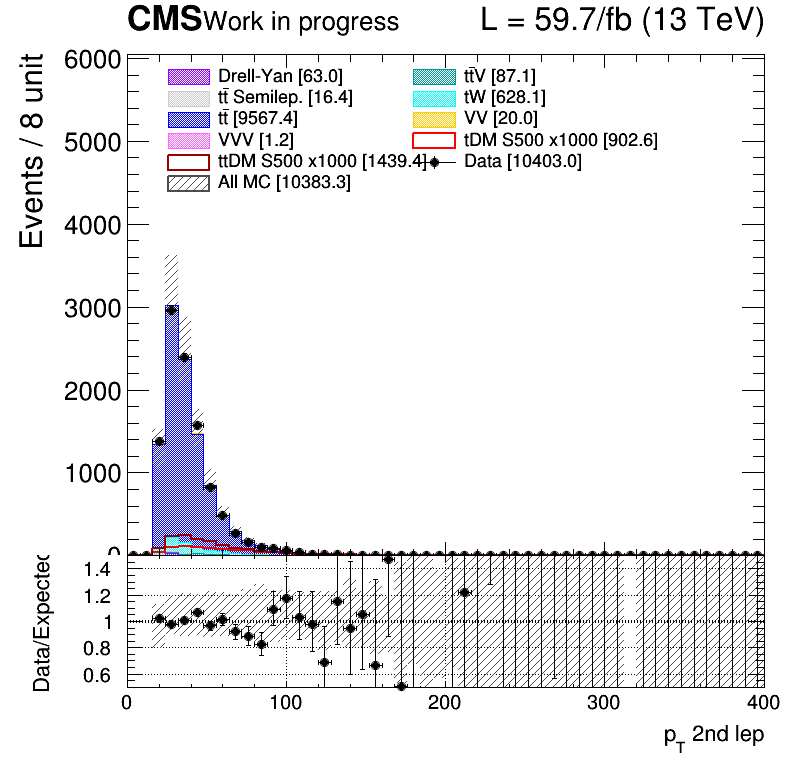 CMS Work in progress L = 59.7/fb (13 TeV)
Events / 8 unit
6000
5000
4000
3000
2000
1000
0
Drell-Yan [63.0] tt̄V [87.1]
tt̄ Semilep. [16.4] tW [628.1]
tt̄ [9567.4] VV [20.0]
VVV [1.2] tDM S500 x1000 [902.6]
ttDM S500 x1000 [1439.4] Data [10403.0]
All MC [10383.3]
Data/Expected
1.4
1.2
1
0.8
0.6
0 100 200 300 400
p_T 2nd lep